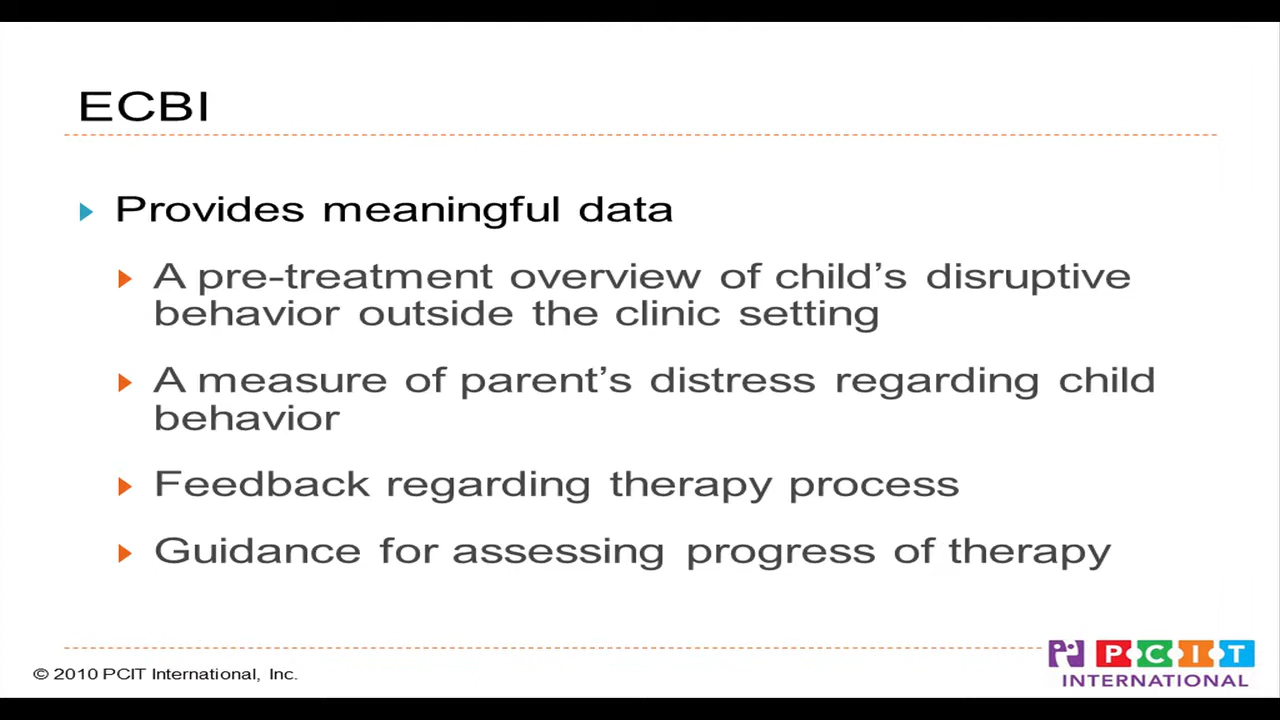 ECBI
Provides meaningful data
A pre-treatment overview of child’s disruptive
behavior outside the clinic setting
A measure of parent’s distress regarding child
behavior
Feedback regarding therapy process
Guidance for assessing progress of therapy
© 2010 PCIT International, Inc.
PCIT
INTERNATIONAL